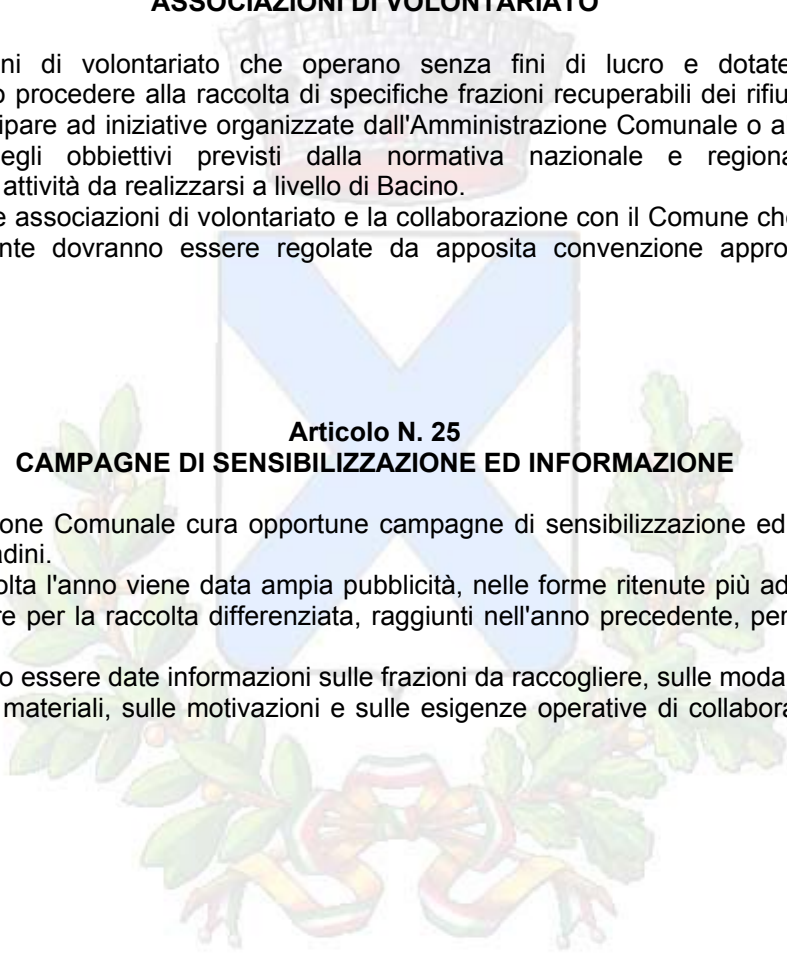 ASSOCIAZIONI DI VOLONTARIATO
ni di volontariato che operano senza fini di lucro e dotate
o procedere alla raccolta di specifiche frazioni recuperabili dei rifiu
ipare ad iniziative organizzate dall'Amministrazione Comunale o a
egli obbiettivi previsti dalla normativa nazionale e regiona
attività da realizzarsi a livello di Bacino.
e associazioni di volontariato e la collaborazione con il Comune che
nte dovranno essere regolate da apposita convenzione appro
Articolo N. 25
CAMPAGNE DI SENSIBILIZZAZIONE ED INFORMAZIONE
one Comunale cura opportune campagne di sensibilizzazione ed
adini.
olta l'anno viene data ampia pubblicità, nelle forme ritenute più ad
re per la raccolta differenziata, raggiunti nell'anno precedente, per
o essere date informazioni sulle frazioni da raccogliere, sulle moda
materiali, sulle motivazioni e sulle esigenze operative di collabora